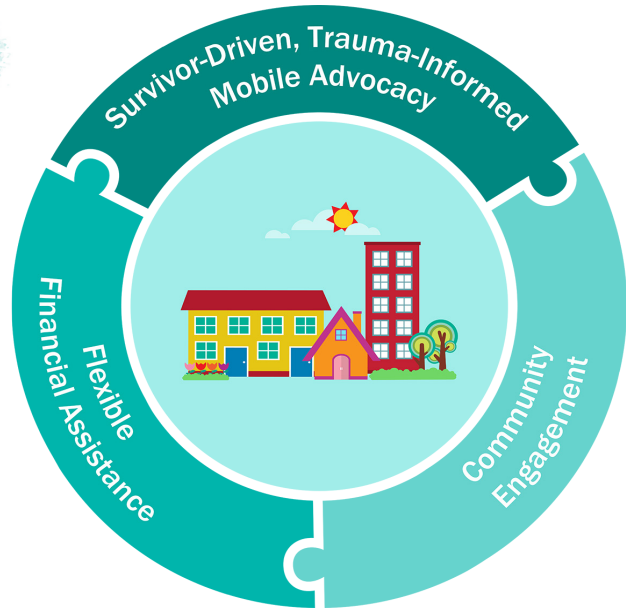 Survivor-Driven, Trauma-Informed
Mobile Advocacy
Flexible
Financial Assistance
Community
Engagement